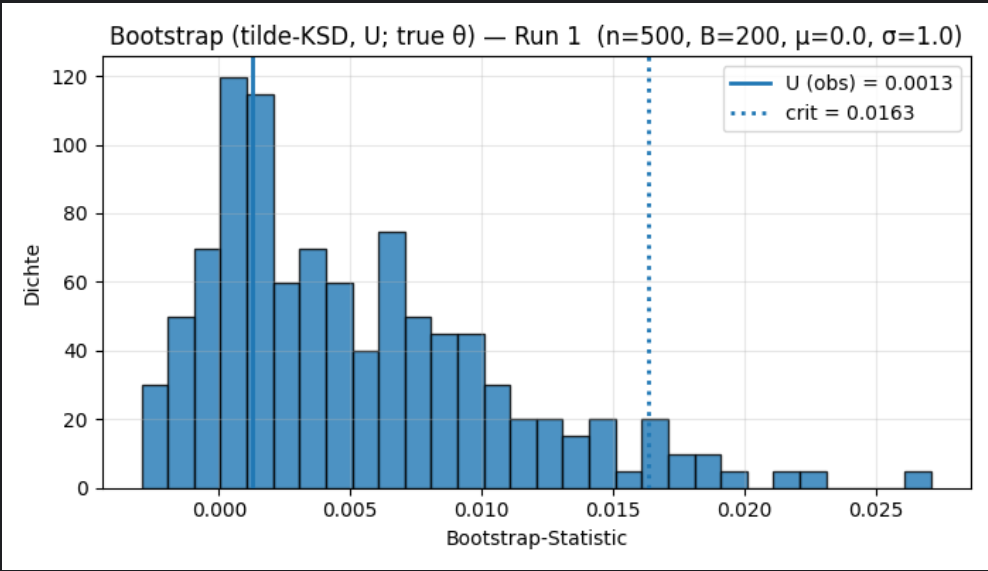 Bootstrap (tilde-KSD, U; true θ) — Run 1 (n=500, B=200, μ=0.0, σ=1.0)
U (obs) = 0.0013
crit = 0.0163
120
100
80
60
40
20
0
Dichte
0.000 0.005 0.010 0.015 0.020 0.025
Bootstrap-Statistic